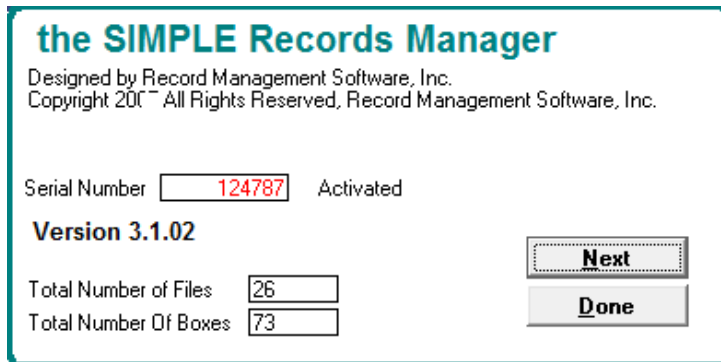 the SIMPLE Records Manager
Designed by Record Management Software, Inc.
Copyright All Rights Reserved, Record Management Software, Inc.
Serial Number 124787 Activated
Version 3.1.02
Next
Total Number of Files 26
Done
Total Number Of Boxes 73